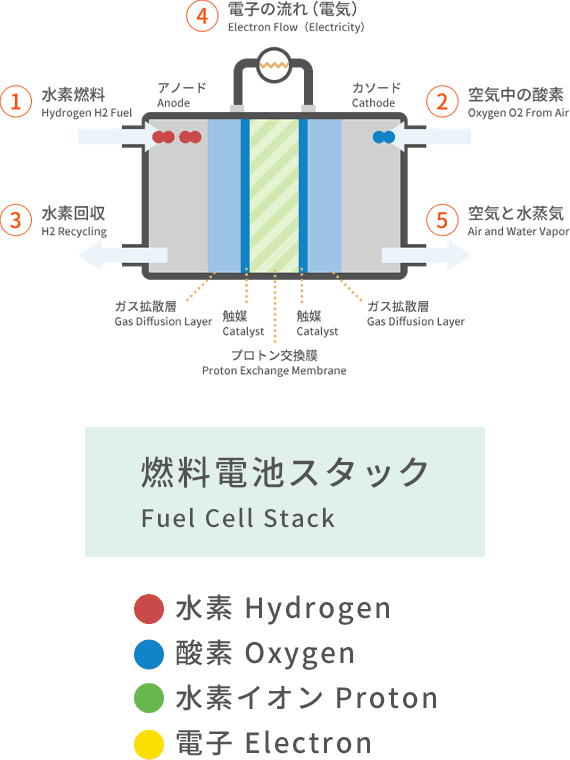 4
電子の流れ（電気）
Electron Flow（Electricity）
1
水素燃料
Hydrogen H2 Fuel
アノード
Anode
カソード
Cathode
2
空気中の酸素
Oxygen O2 From Air
3
水素回収
H2 Recycling
5
空気と水蒸気
Air and Water Vapor
ガス拡散層
Gas Diffusion Layer
触媒
Catalyst
触媒
Catalyst
ガス拡散層
Gas Diffusion Layer
プロトン交換膜
Proton Exchange Membrane
燃料電池スタック
Fuel Cell Stack
水素 Hydrogen
酸素 Oxygen
水素イオン Proton
電子 Electron